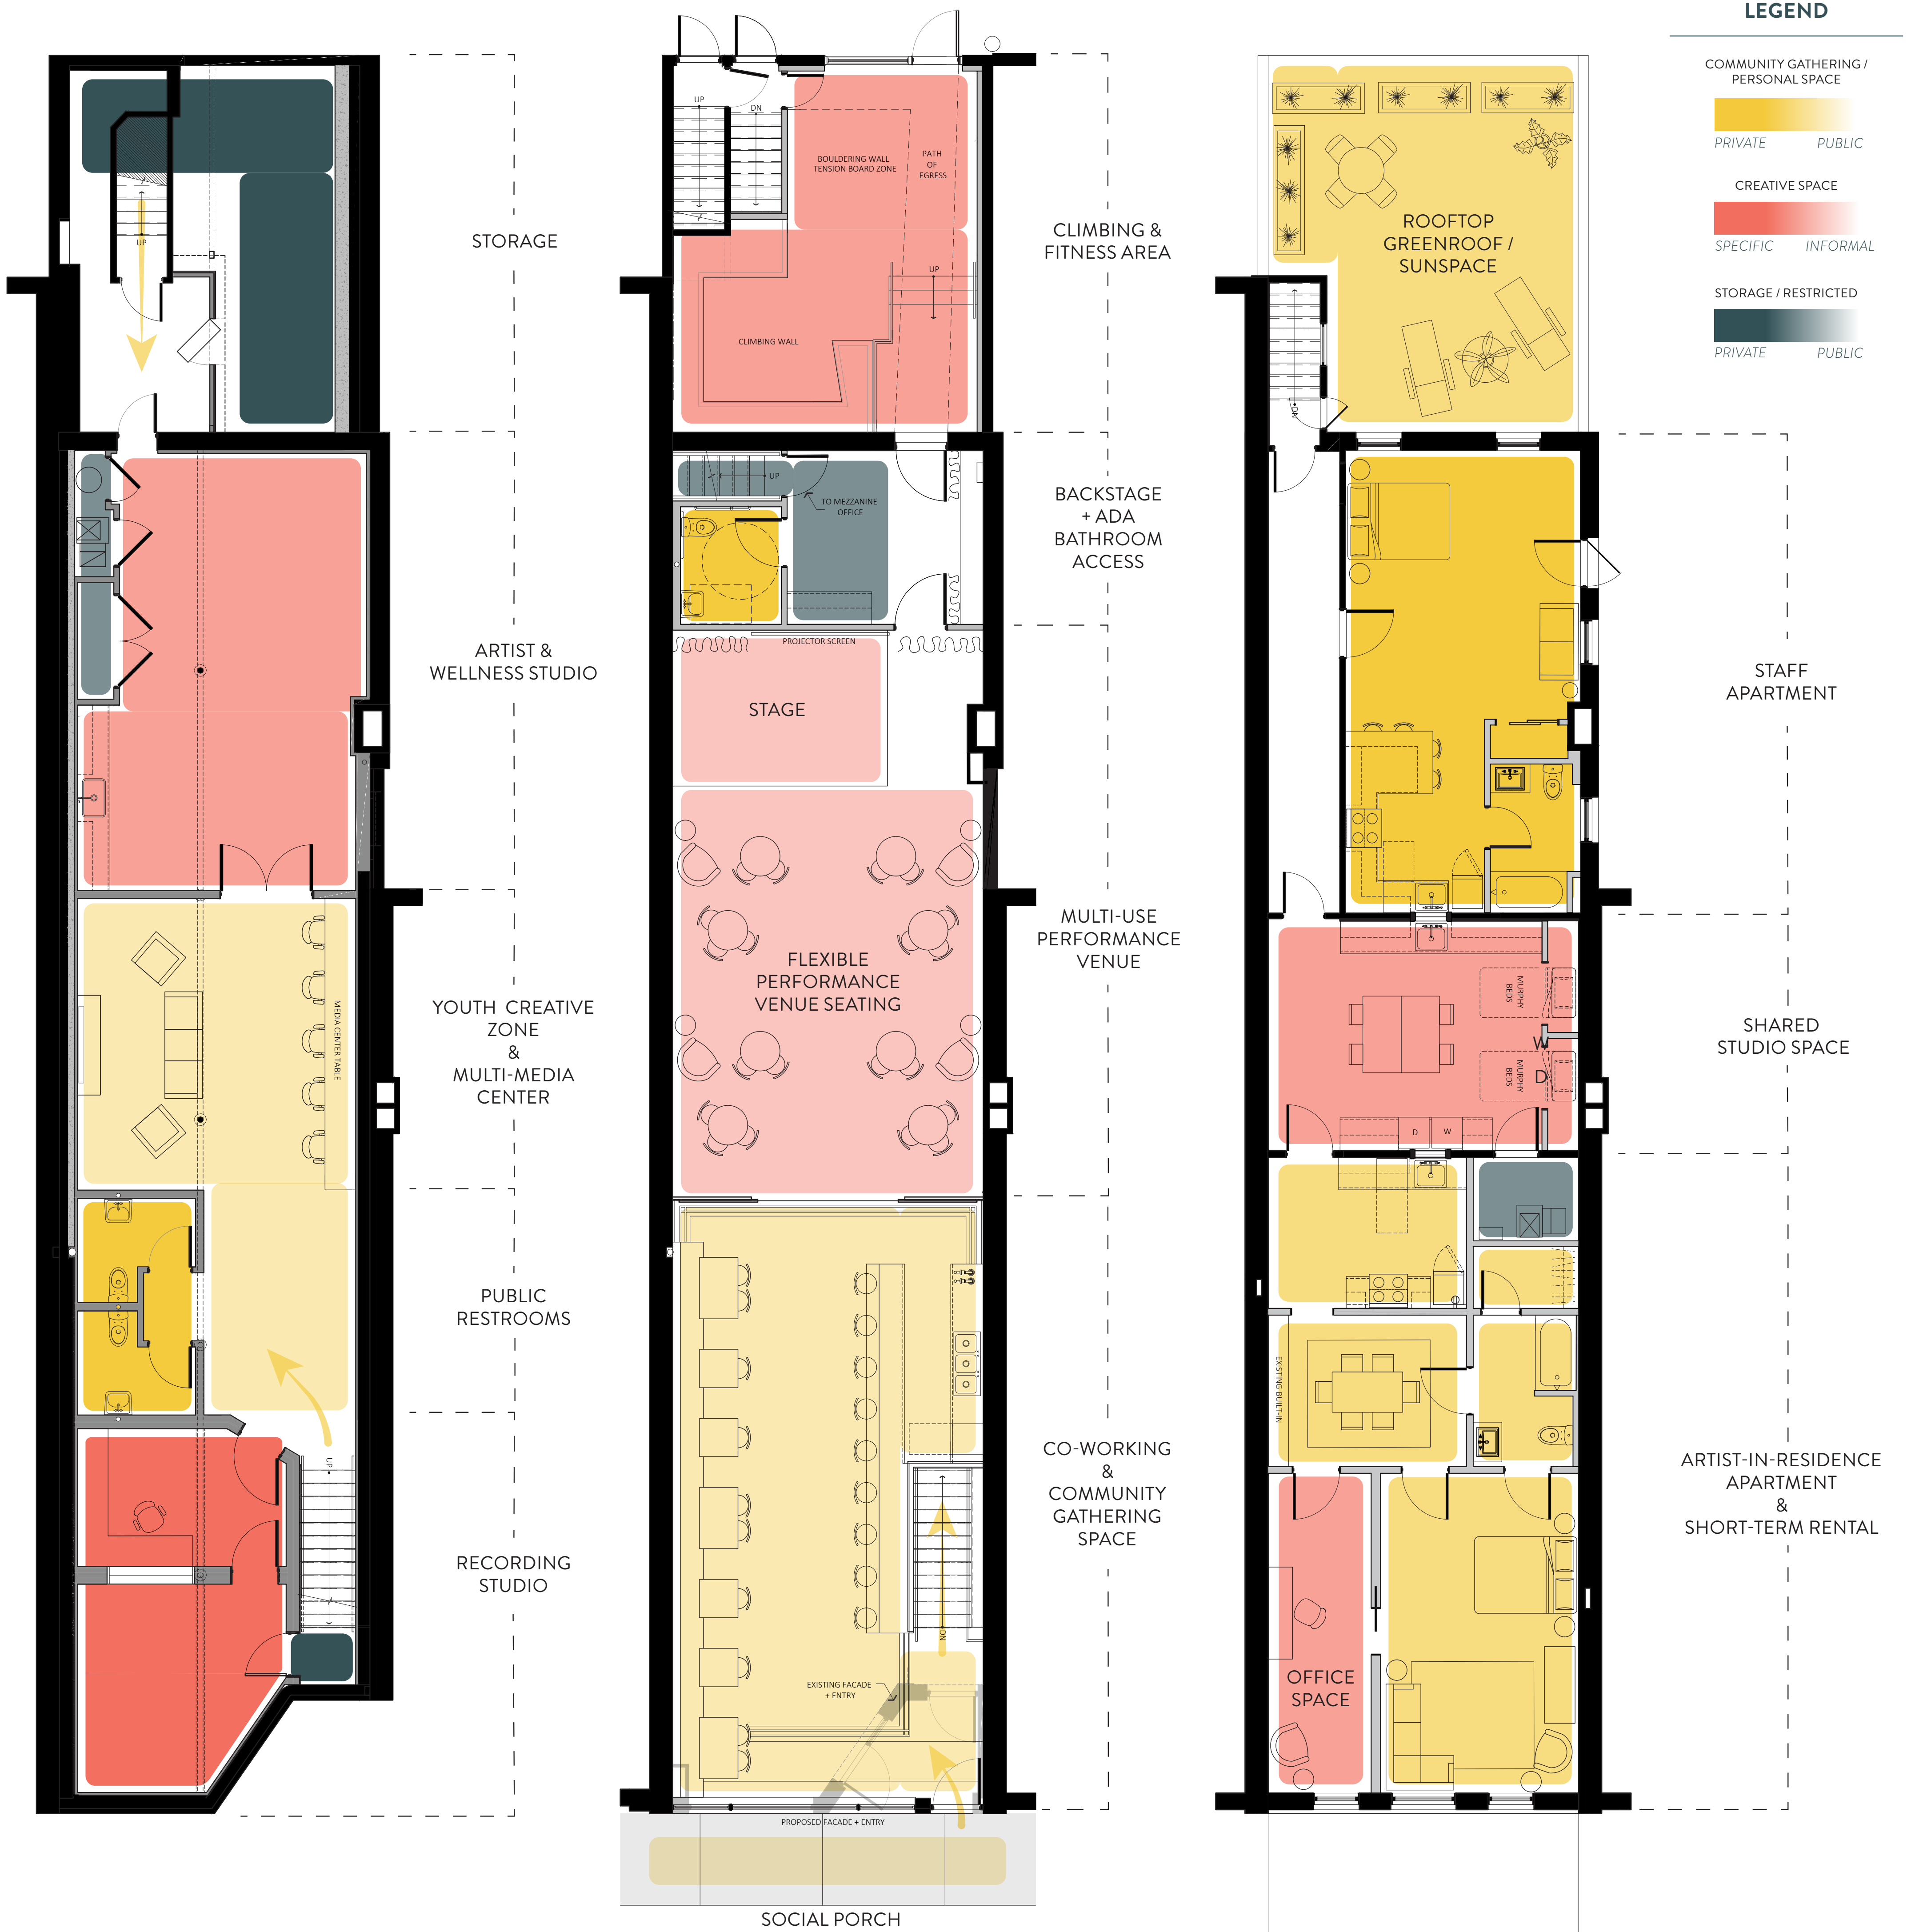 LEGEND
COMMUNITY GATHERING /
PERSONAL SPACE
PRIVATE PUBLIC
CREATIVE SPACE
SPECIFIC INFORMAL
STORAGE / RESTRICTED
PRIVATE PUBLIC
UP
STORAGE
ARTIST &
WELLNESS STUDIO
MEDIA CENTER TABLE
YOUTH CREATIVE
ZONE
&
MULTI-MEDIA
CENTER
PUBLIC
RESTROOMS
UP
RECORDING
STUDIO
UP
DN
BOULDERING WALL
TENSION BOARD ZONE
PATH
OF
EGRESS
UP
CLIMBING WALL
CLIMBING &
FITNESS AREA
UP
TO MEZZANINE
OFFICE
BACKSTAGE
+ ADA
BATHROOM
ACCESS
PROJECTOR SCREEN
STAGE
FLEXIBLE
PERFORMANCE
VENUE SEATING
MULTI-USE
PERFORMANCE
VENUE
CO-WORKING
&
COMMUNITY
GATHERING
SPACE
DN
EXISTING FACADE
+ ENTRY
PROPOSED FACADE + ENTRY
SOCIAL PORCH
ROOFTOP
GREENROOF /
SUNSPACE
DN
STAFF
APARTMENT
MURPHY
BEDS
W
MURPHY
BEDS
D
D W
SHARED
STUDIO SPACE
EXISTING BUILT-IN
ARTIST-IN-RESIDENCE
APARTMENT
&
SHORT-TERM RENTAL
OFFICE
SPACE